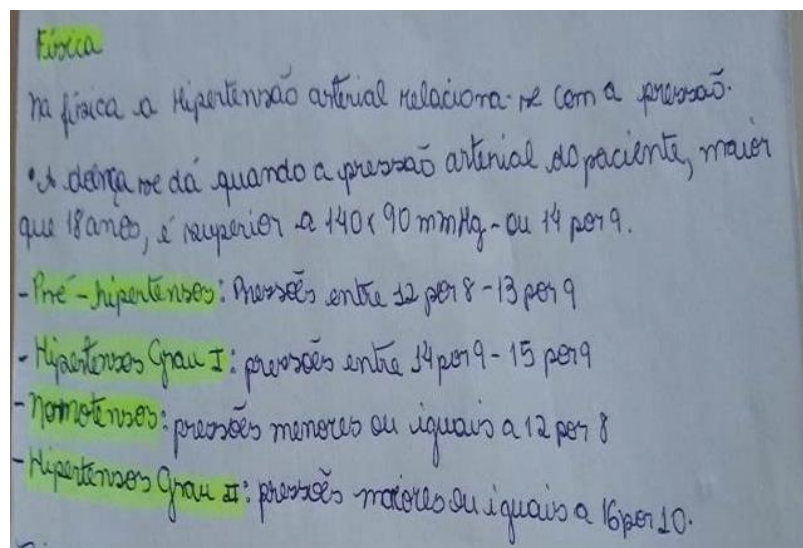 Física
Na física a Hipertensão arterial relaciona-se com a pressão.
• A doença se dá quando a pressão arterial do paciente, maior
que 18 anos, é superior a 140x90 mmHg - ou 14 por 9.
- Pré-hipertensos: Pressões entre 12 por 8 - 13 por 9
- Hipertensos Grau I: pressões entre 14 por 9 - 15 por 9
- Normotensos: pressões menores ou iguais a 12 por 8
- Hipertensos Grau II: pressões maiores ou iguais a 16 por 10.